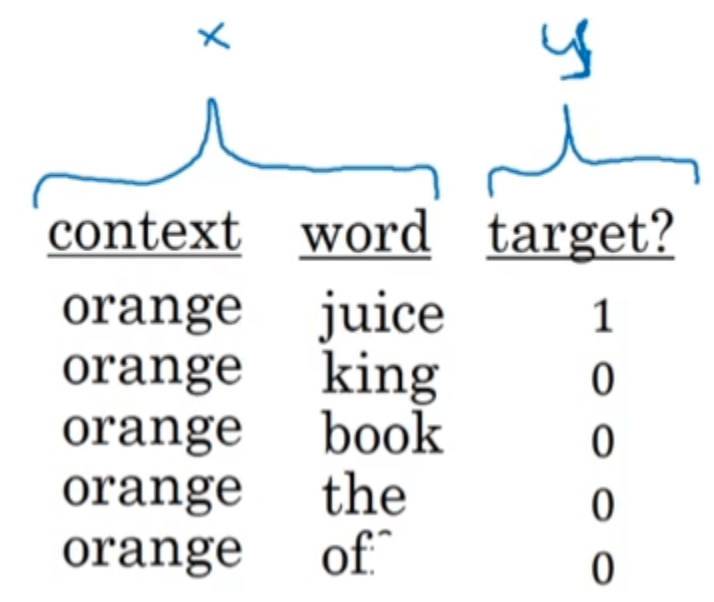 x y
context word target?
orange juice 1
orange king 0
orange book 0
orange the 0
orange of 0